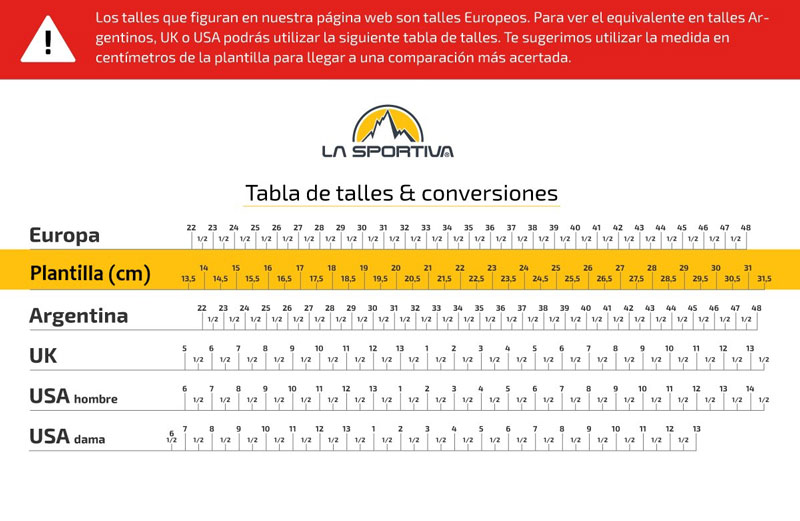 Los talles que figuran en nuestra página web son talles Europeos. Para ver el equivalente en talles Ar-
gentinos, UK o USA podrás utilizar la siguiente tabla de talles. Te sugerimos utilizar la medida en
centímetros de la plantilla para llegar a una comparación más acertada.
LA SPORTIVA®
Tabla de talles & conversiones
Europa 22 1/2 23 1/2 24 1/2 25 1/2 26 1/2 27 1/2 28 1/2 29 1/2 30 1/2 31 1/2 32 1/2 33 1/2 34 1/2 35 1/2 36 1/2 37 1/2 38 1/2 39 1/2 40 1/2 41 1/2 42 1/2 43 1/2 44 1/2 45 1/2 46 1/2 47 1/2 48
Plantilla (cm) 13,5 14 14,5 15 15,5 16 16,5 17 17,5 18 18,5 19 19,5 20 20,5 21 21,5 22 22,5 23 23,5 24 24,5 25 25,5 26 26,5 27 27,5 28 28,5 29 29,5 30 30,5 31 31,5
Argentina 22 1/2 23 1/2 24 1/2 25 1/2 26 1/2 27 1/2 28 1/2 29 1/2 30 1/2 31 1/2 32 1/2 33 1/2 34 1/2 35 1/2 36 1/2 37 1/2 38 1/2 39 1/2 40 1/2 41 1/2 42 1/2 43 1/2 44 1/2 45 1/2 46 1/2 47 1/2 48
UK 5 1/2 6 1/2 7 1/2 8 1/2 9 1/2 10 1/2 11 1/2 12 1/2 13 1/2 1 1/2 2 1/2 3 1/2 4 1/2 5 1/2 6 1/2 7 1/2 8 1/2 9 1/2 10 1/2 11 1/2 12 1/2 13 1/2
USA hombre 6 1/2 7 1/2 8 1/2 9 1/2 10 1/2 11 1/2 12 1/2 13 1/2 1 1/2 2 1/2 3 1/2 4 1/2 5 1/2 6 1/2 7 1/2 8 1/2 9 1/2 10 1/2 11 1/2 12 1/2 13 1/2 14 1/2
USA dama 6 1/2 7 1/2 8 1/2 9 1/2 10 1/2 11 1/2 12 1/2 13 1/2 1 1/2 2 1/2 3 1/2 4 1/2 5 1/2 6 1/2 7 1/2 8 1/2 9 1/2 10 1/2 11 1/2 12 1/2 13